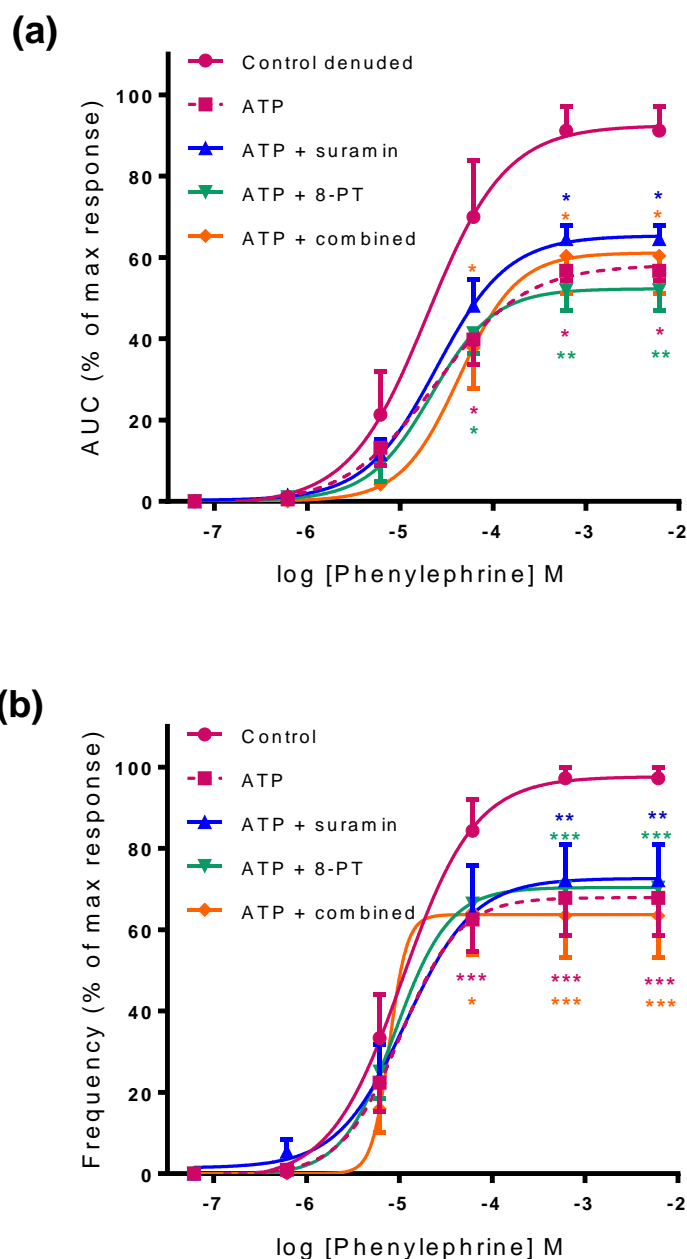 (a)
Control denuded
ATP
ATP + suramin
ATP + 8-PT
ATP + combined
AUC (% of max response)
100
80
60
40
20
0
* *
* *
*
* *
** **
*
*
-7 -6 -5 -4 -3 -2
log [Phenylephrine] M
(b)
Control
ATP
ATP + suramin
ATP + 8-PT
ATP + combined
Frequency (% of max response)
100
80
60
40
20
0
** **
*** ***
*** *** ***
* *** ***
-7 -6 -5 -4 -3 -2
log [Phenylephrine] M